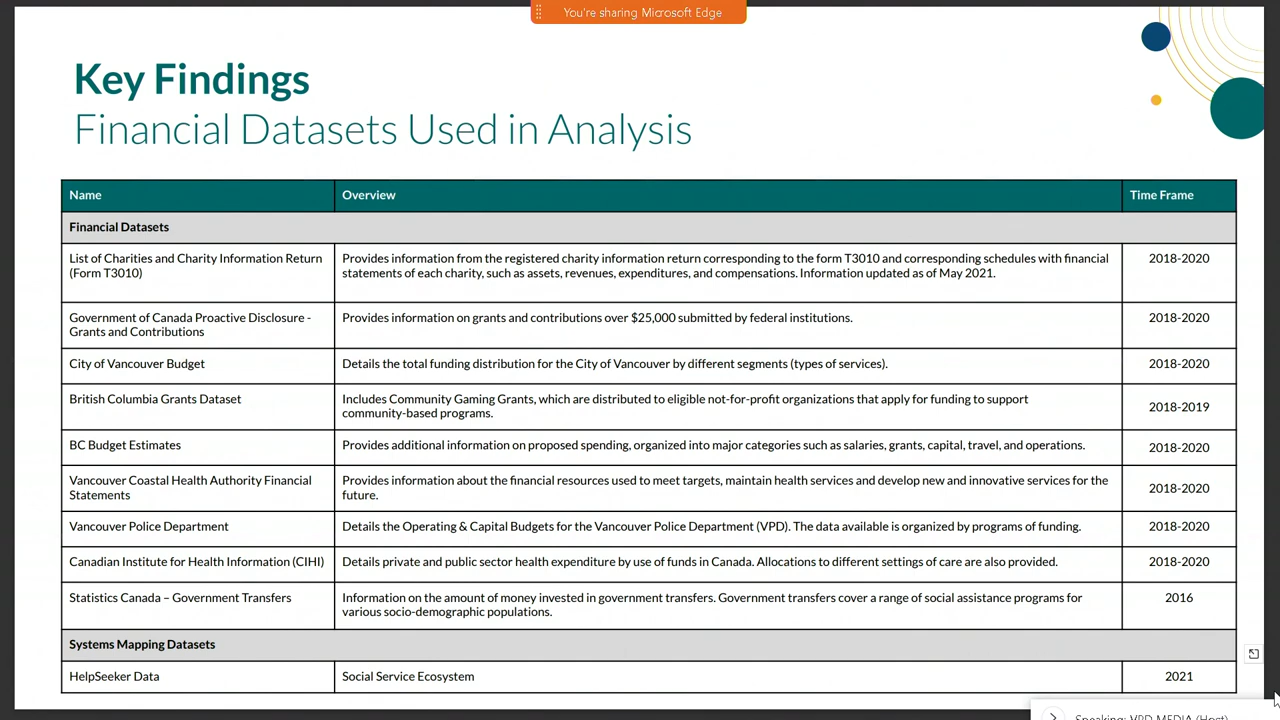 You're sharing Microsoft Edge
Key Findings
Financial Datasets Used in Analysis
Name Overview Time Frame
Financial Datasets
List of Charities and Charity Information Return
(Form T3010)
Provides information from the registered charity information return corresponding to the form T3010 and corresponding schedules with financial
statements of each charity, such as assets, revenues, expenditures, and compensations. Information updated as of May 2021.
2018-2020
Government of Canada Proactive Disclosure -
Grants and Contributions
Provides information on grants and contributions over $25,000 submitted by federal institutions.
2018-2020
City of Vancouver Budget
Details the total funding distribution for the City of Vancouver by different segments (types of services).
2018-2020
British Columbia Grants Dataset
Includes Community Gaming Grants, which are distributed to eligible not-for-profit organizations that apply for funding to support
community-based programs.
2018-2019
BC Budget Estimates
Provides additional information on proposed spending, organized into major categories such as salaries, grants, capital, travel, and operations.
2018-2020
Vancouver Coastal Health Authority Financial
Statements
Provides information about the financial resources used to meet targets, maintain health services and develop new and innovative services for the
future.
2018-2020
Vancouver Police Department
Details the Operating & Capital Budgets for the Vancouver Police Department (VPD). The data available is organized by programs of funding.
2018-2020
Canadian Institute for Health Information (CIHI)
Details private and public sector health expenditure by use of funds in Canada. Allocations to different settings of care are also provided.
2018-2020
Statistics Canada – Government Transfers
Information on the amount of money invested in government transfers. Government transfers cover a range of social assistance programs for
various socio-demographic populations.
2016
Systems Mapping Datasets
HelpSeeker Data
Social Service Ecosystem
2021
Speaking: VPD MEDIA (Host)